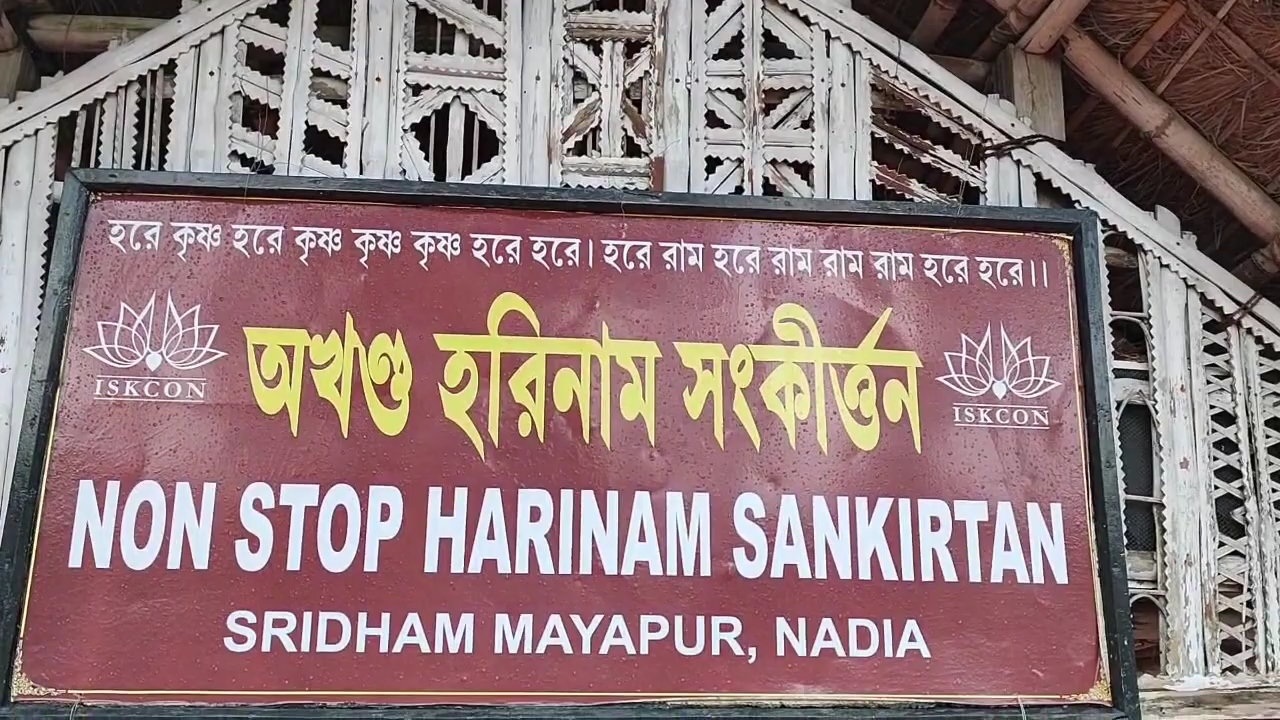 হরে কৃষ্ণ হরে কৃষ্ণ কৃষ্ণ কৃষ্ণ হরে হরে। হরে রাম হরে রাম রাম রাম হরে হরে।।
অখণ্ড হরিনাম সংকীর্ত্তন
ISKCON
ISKCON
NON STOP HARINAM SANKIRTAN
SRIDHAM MAYAPUR, NADIA